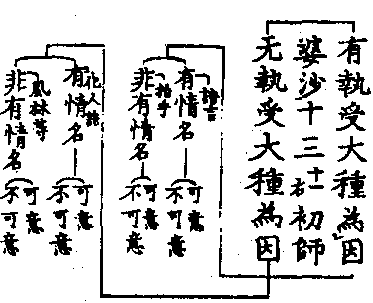 有執受大種為因
婆沙十三十一右初師
无執受大種為因
有情名
語言
可意
不可意
非有情名
拍手
可意
不可意
有情名
化人語
可意
不可意
非有情名
風林等
可意
不可意